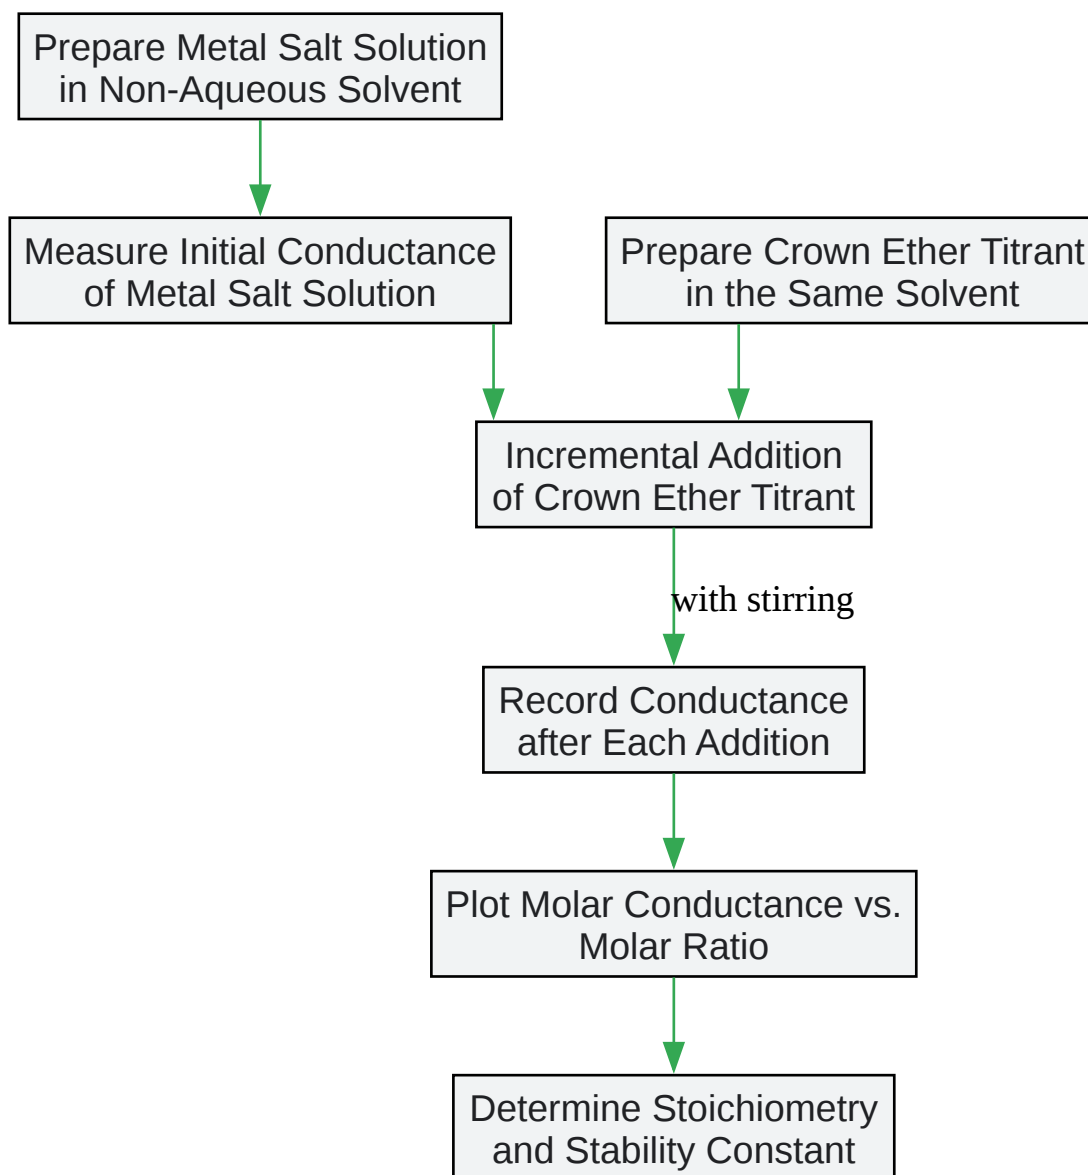 Prepare Metal Salt Solution
in Non-Aqueous Solvent
Measure Initial Conductance
of Metal Salt Solution
Prepare Crown Ether Titrant
in the Same Solvent
Incremental Addition
of Crown Ether Titrant
with stirring
Record Conductance
after Each Addition
Plot Molar Conductance vs.
Molar Ratio
Determine Stoichiometry
and Stability Constant